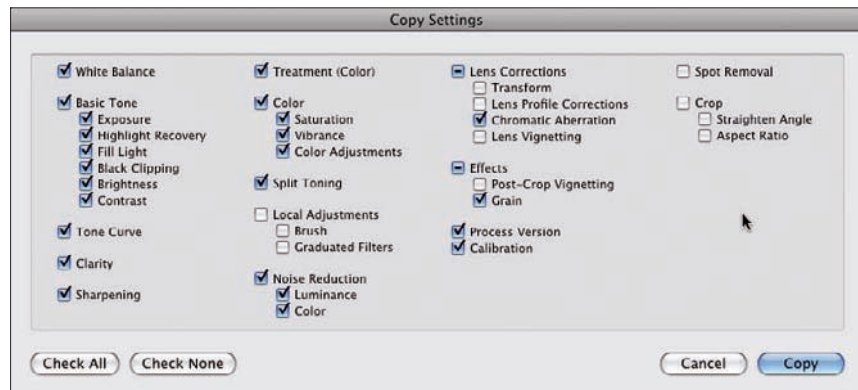 Copy Settings
White Balance
Basic Tone
Exposure
Highlight Recovery
Fill Light
Black Clipping
Brightness
Contrast
Tone Curve
Clarity
Sharpening
Treatment (Color)
Color
Saturation
Vibrance
Color Adjustments
Split Toning
Local Adjustments
Brush
Graduated Filters
Noise Reduction
Luminance
Color
Lens Corrections
Transform
Lens Profile Corrections
Chromatic Aberration
Lens Vignetting
Effects
Post-Crop Vignetting
Grain
Process Version
Calibration
Spot Removal
Crop
Straighten Angle
Aspect Ratio
Check All
Check None
Cancel
Copy